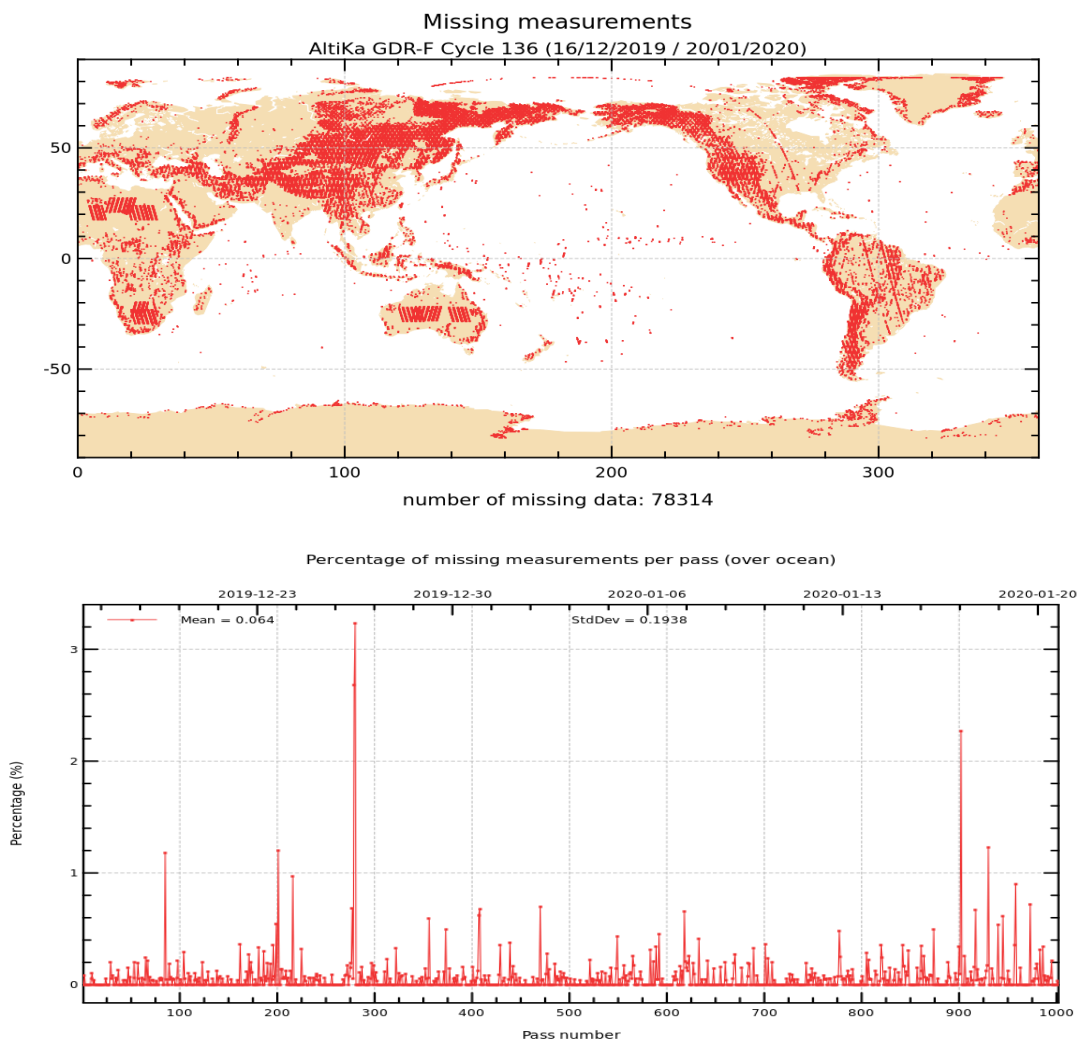 Missing measurements
AltiKa GDR-F Cycle 136 (16/12/2019 / 20/01/2020)
50
0
-50
0 100 200 300
number of missing data: 78314
Percentage of missing measurements per pass (over ocean)
2019-12-23 2019-12-30 2020-01-06 2020-01-13 2020-01-20
Mean = 0.064 StdDev = 0.1938
3
2
1
0
Percentage (%)
100 200 300 400 500 600 700 800 900 1000
Pass number